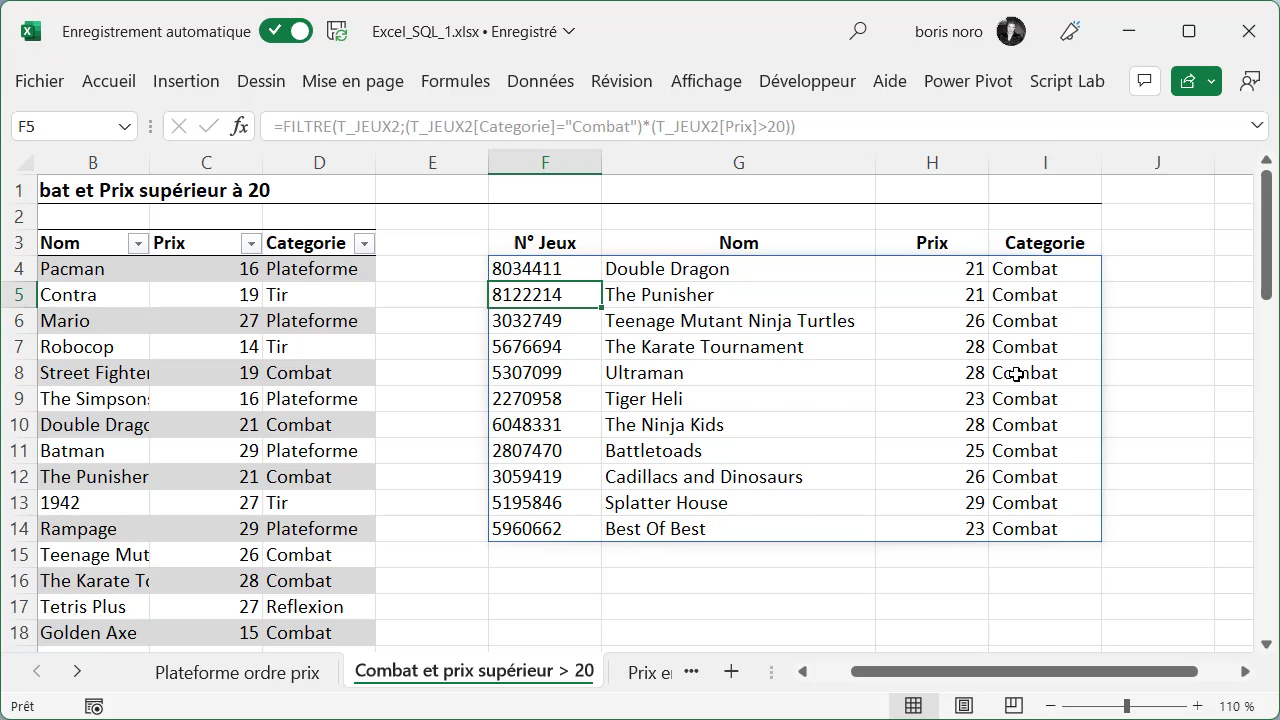 Enregistrement automatique Excel_SQL_1.xlsx • Enregistré boris noro
Fichier Accueil Insertion Dessin Mise en page Formules Données Révision Affichage Développeur Aide Power Pivot Script Lab
F5 fx =FILTRE(T_JEUX2;(T_JEUX2[Categorie]="Combat")*(T_JEUX2[Prix]>20))
B C D E F G H I J
1 bat et Prix supérieur à 20
2
3 Nom Prix Categorie N° Jeux Nom Prix Categorie
4 Pacman 16 Plateforme 8034411 Double Dragon 21 Combat
5 Contra 19 Tir 8122214 The Punisher 21 Combat
6 Mario 27 Plateforme 3032749 Teenage Mutant Ninja Turtles 26 Combat
7 Robocop 14 Tir 5676694 The Karate Tournament 28 Combat
8 Street Fighter 19 Combat 5307099 Ultraman 28 Combat
9 The Simpsons 16 Plateforme 2270958 Tiger Heli 23 Combat
10 Double Drago 21 Combat 6048331 The Ninja Kids 28 Combat
11 Batman 29 Plateforme 2807470 Battletoads 25 Combat
12 The Punisher 21 Combat 3059419 Cadillacs and Dinosaurs 26 Combat
13 1942 27 Tir 5195846 Splatter House 29 Combat
14 Rampage 29 Plateforme 5960662 Best Of Best 23 Combat
15 Teenage Mut 26 Combat
16 The Karate To 28 Combat
17 Tetris Plus 27 Reflexion
18 Golden Axe 15 Combat
Plateforme ordre prix Combat et prix supérieur > 20 Prix e ••• +
Prêt 110 %